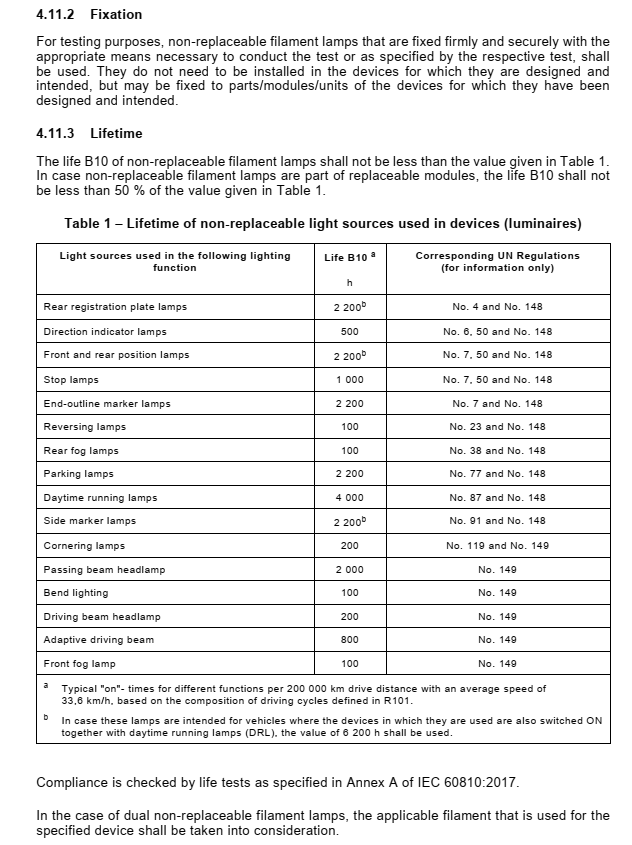 4.11.2 Fixation
For testing purposes, non-replaceable filament lamps that are fixed firmly and securely with the
appropriate means necessary to conduct the test or as specified by the respective test, shall
be used. They do not need to be installed in the devices for which they are designed and
intended, but may be fixed to parts/modules/units of the devices for which they have been
designed and intended.
4.11.3 Lifetime
The life B10 of non-replaceable filament lamps shall not be less than the value given in Table 1.
In case non-replaceable filament lamps are part of replaceable modules, the life B10 shall not
be less than 50 % of the value given in Table 1.
Table 1 – Lifetime of non-replaceable light sources used in devices (luminaires)
Light sources used in the following lighting function Life B10 a h Corresponding UN Regulations (for information only)
Rear registration plate lamps 2 200b No. 4 and No. 148
Direction indicator lamps 500 No. 6, 50 and No. 148
Front and rear position lamps 2 200b No. 7, 50 and No. 148
Stop lamps 1 000 No. 7, 50 and No. 148
End-outline marker lamps 2 200 No. 7 and No. 148
Reversing lamps 100 No. 23 and No. 148
Rear fog lamps 100 No. 38 and No. 148
Parking lamps 2 200 No. 77 and No. 148
Daytime running lamps 4 000 No. 87 and No. 148
Side marker lamps 2 200b No. 91 and No. 148
Cornering lamps 200 No. 119 and No. 149
Passing beam headlamp 2 000 No. 149
Bend lighting 100 No. 149
Driving beam headlamp 200 No. 149
Adaptive driving beam 800 No. 149
Front fog lamp 100 No. 149
a Typical "on"- times for different functions per 200 000 km drive distance with an average speed of
33,6 km/h, based on the composition of driving cycles defined in R101.
b In case these lamps are intended for vehicles where the devices in which they are used are also switched ON
together with daytime running lamps (DRL), the value of 6 200 h shall be used.
Compliance is checked by life tests as specified in Annex A of IEC 60810:2017.
In the case of dual non-replaceable filament lamps, the applicable filament that is used for the
specified device shall be taken into consideration.